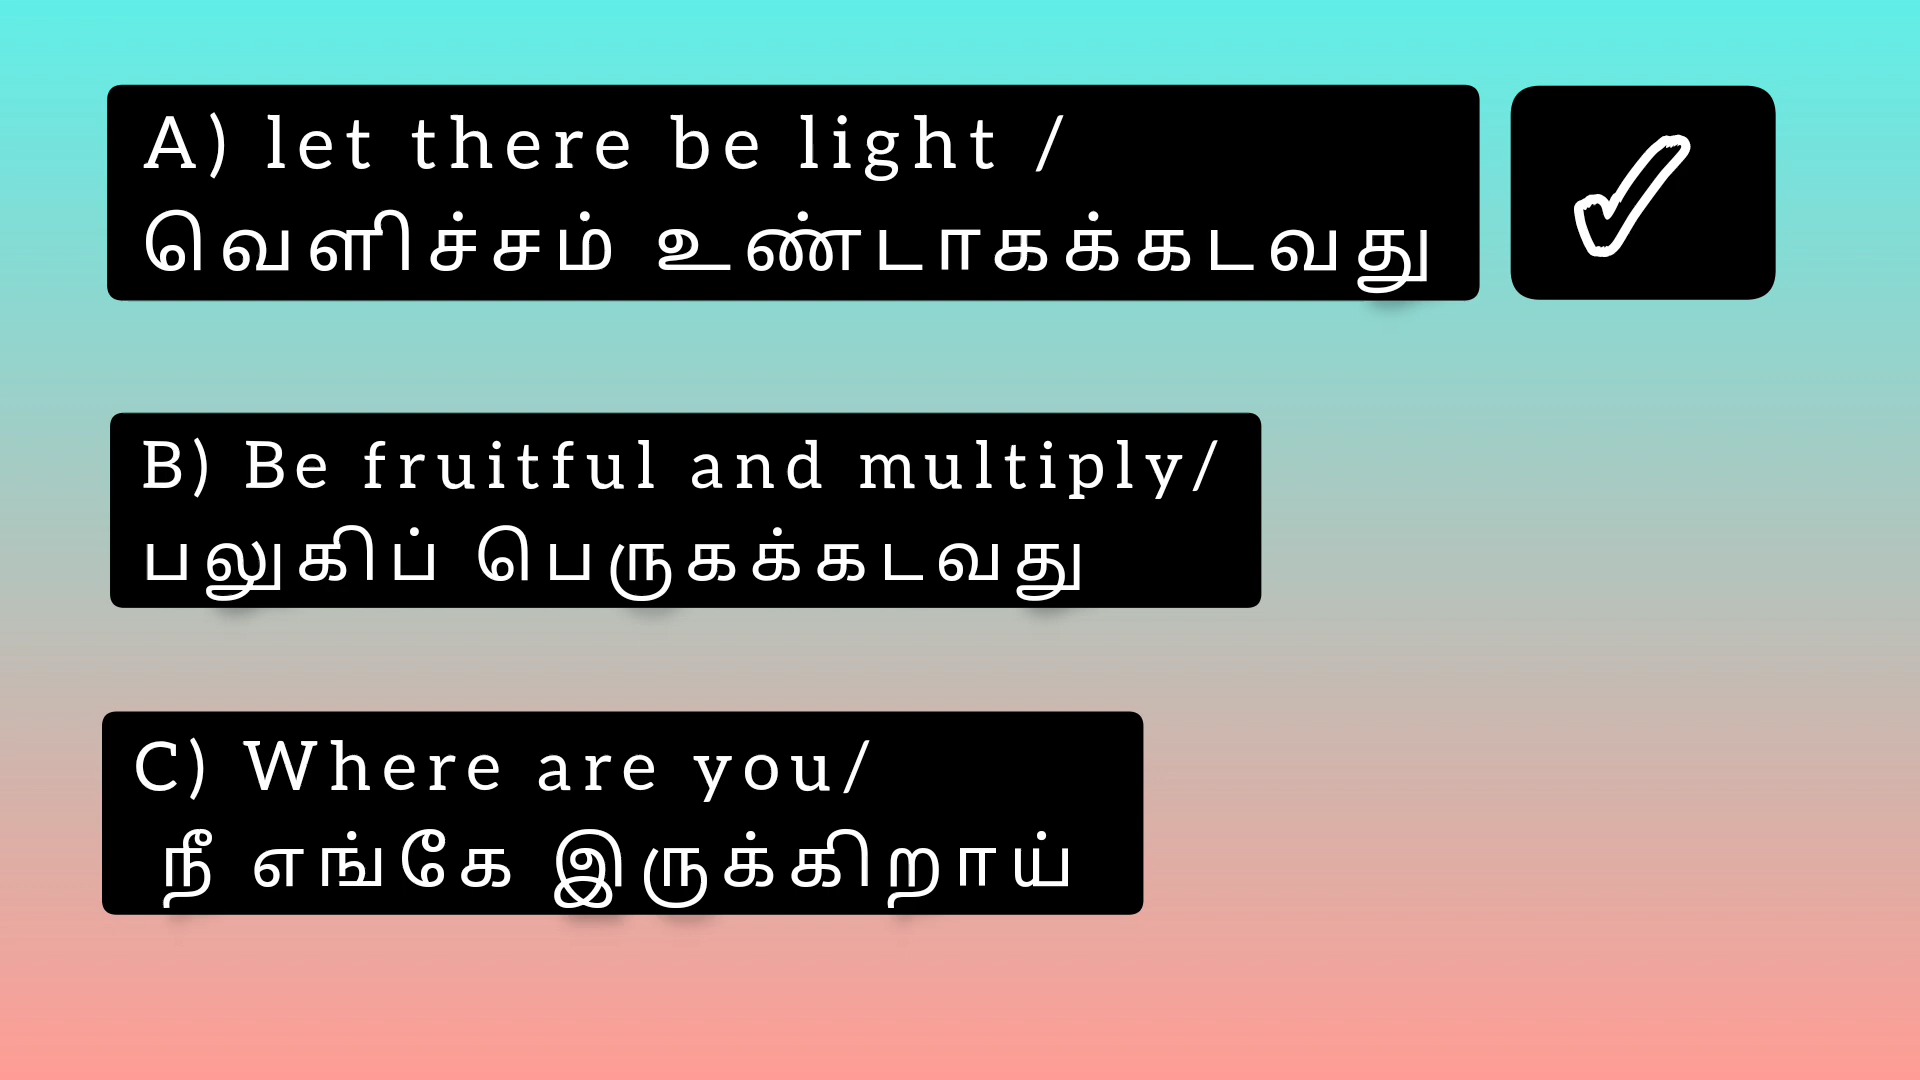 A) let there be light /
வெளிச்சம் உண்டாகக்கடவது
B) Be fruitful and multiply/
பலுகிப் பெருகக்கடவது
C) Where are you/
நீ எங்கே இருக்கிறாய்